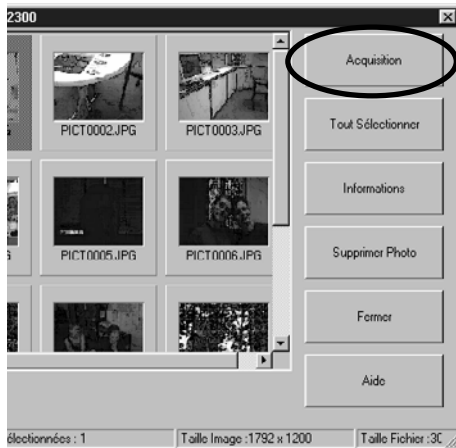 2300
Acquisition
PICT0002.JPG
PICT0003.JPG
Tout Sélectionner
Informations
PICT0005.JPG
PICT0006.JPG
Supprimer Photo
Fermer
Aide
électionnées : 1
Taille Image :1792 x 1200
Taille Fichier :3